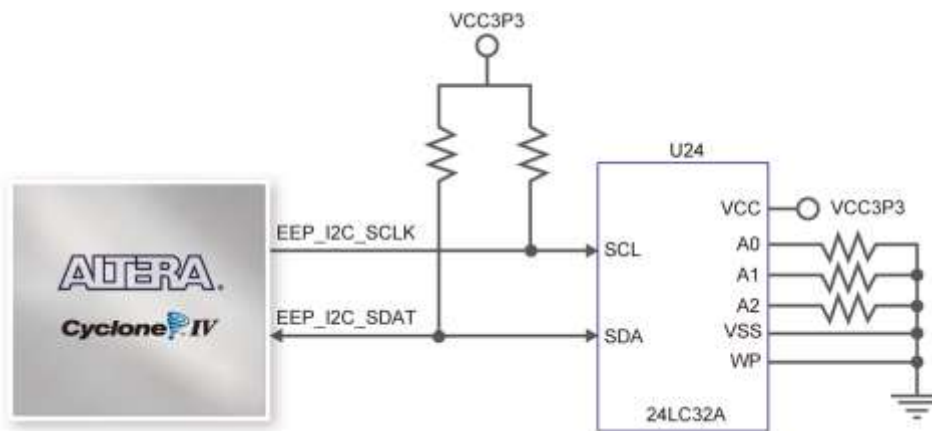 VCC3P3
U24
VCC
VCC3P3
EEP_I2C_SCLK
SCL
A0
A1
ALTERA.
A2
Cyclone IV
EEP_I2C_SDAT
SDA
VSS
WP
24LC32A